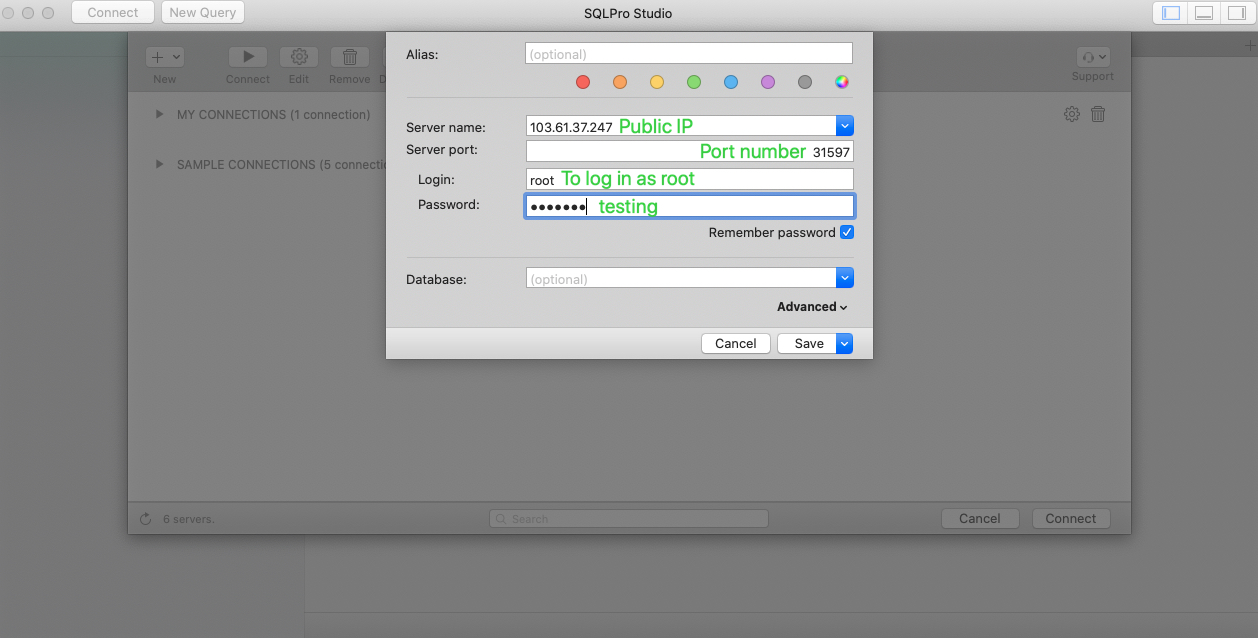 Connect New Query SQLPro Studio
New Connect Edit Remove D Support
MY CONNECTIONS (1 connection)
SAMPLE CONNECTIONS (5 connectio
Alias: (optional)
Server name: 103.61.37.247 Public IP
Server port: Port number 31597
Login: root To log in as root
Password: ●●●●●●● testing
Remember password
Database: (optional)
Advanced
Cancel Save
6 servers. Search Cancel Connect